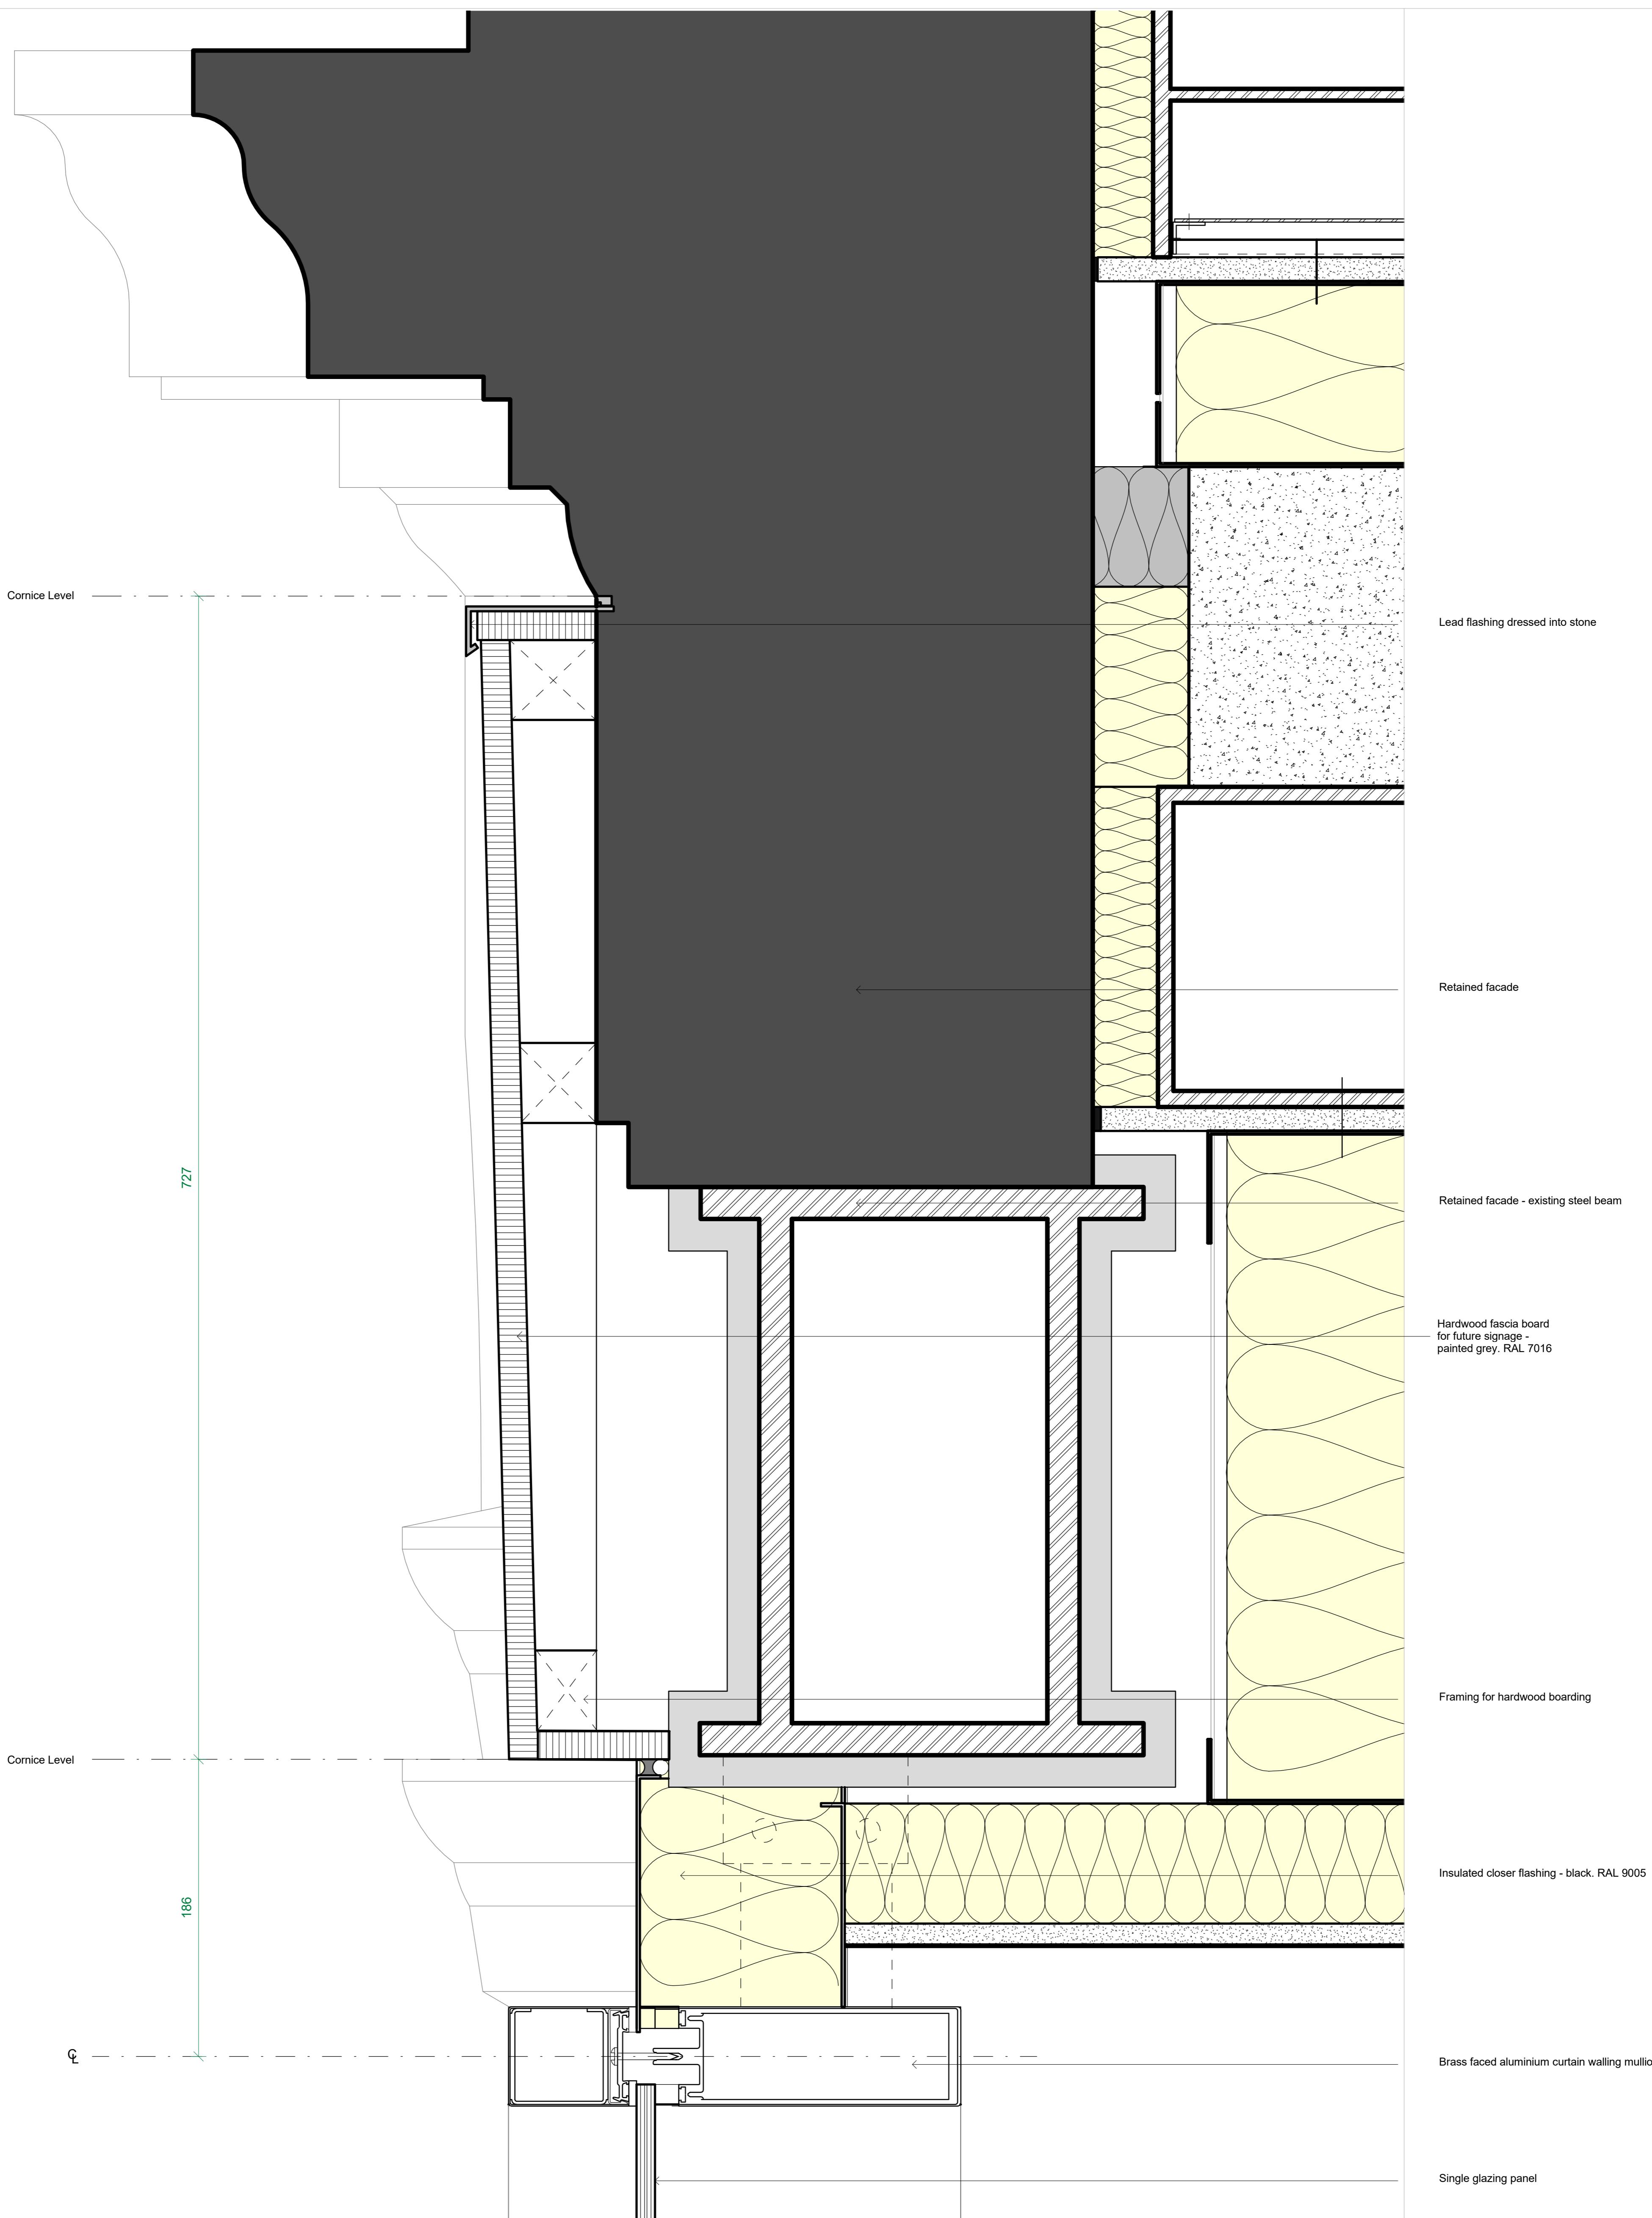 Cornice Level
Lead flashing dressed into stone
Retained facade
727
Retained facade - existing steel beam
Hardwood fascia board
for future signage -
painted grey. RAL 7016
Framing for hardwood boarding
Cornice Level
186
Insulated closer flashing - black. RAL 9005
℄
Brass faced aluminium curtain walling mullio
Single glazing panel